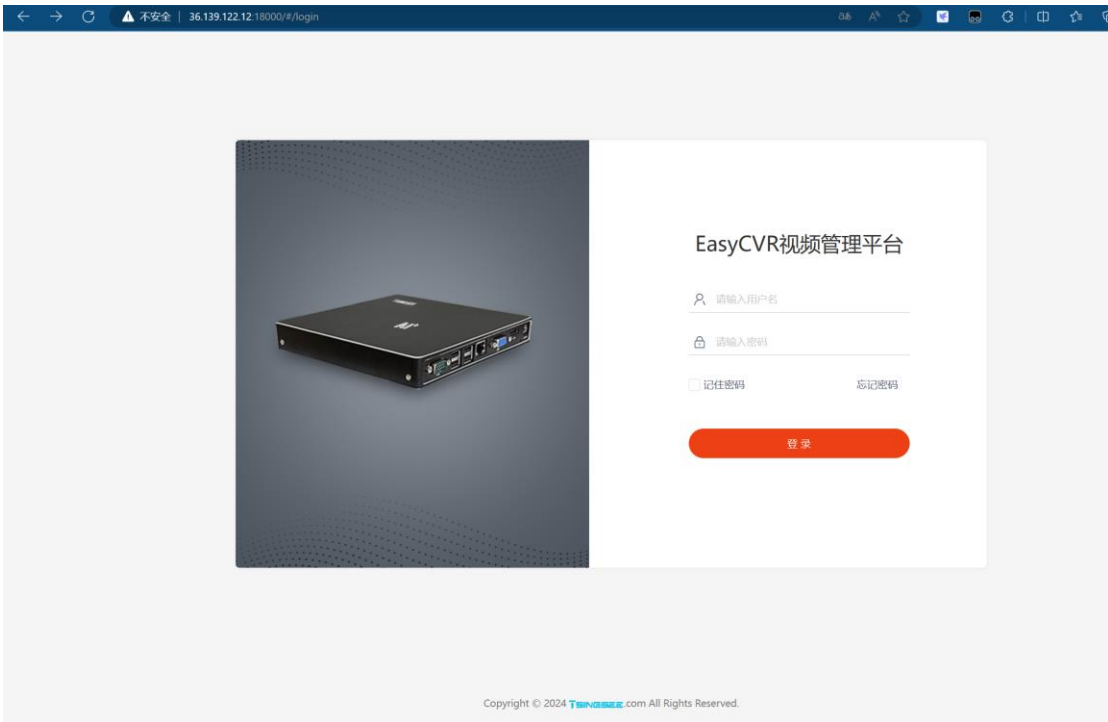 不安全 36.139.122.12:18000/#/login
EasyCVR视频管理平台
请输入用户名
请输入密码
记住密码 忘记密码
登录
Copyright © 2024 TSINGSEE.com All Rights Reserved.